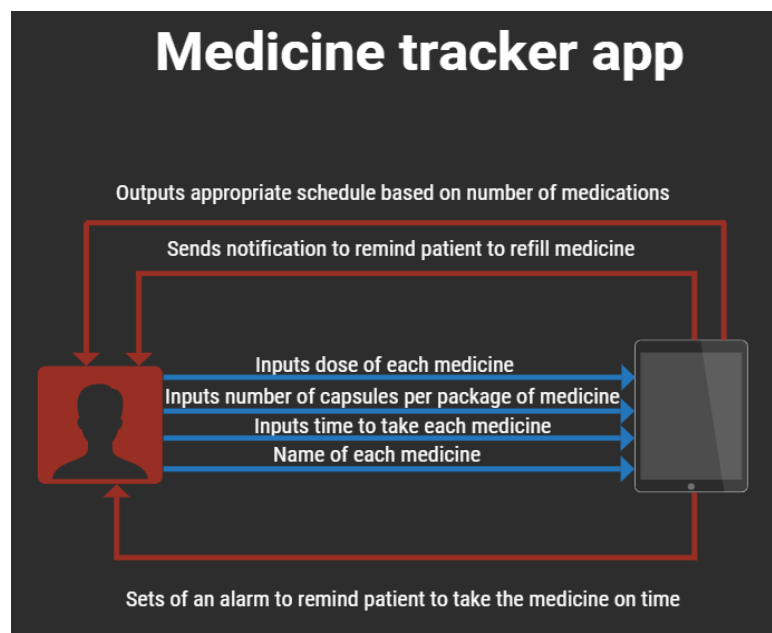 Medicine tracker app
Outputs appropriate schedule based on number of medications
Sends notification to remind patient to refill medicine
Inputs dose of each medicine
Inputs number of capsules per package of medicine
Inputs time to take each medicine
Name of each medicine
Sets of an alarm to remind patient to take the medicine on time